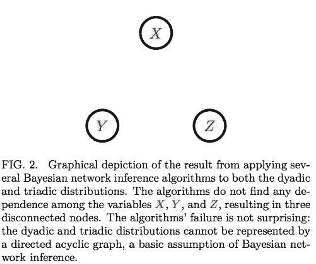 X
Y
Z
FIG. 2. Graphical depiction of the result from applying sev-
eral Bayesian network inference algorithms to both the dyadic
and triadic distributions. The algorithms do not find any de-
pendence among the variables X, Y, and Z, resulting in three
disconnected nodes. The algorithms' failure is not surprising:
the dyadic and triadic distributions cannot be represented by
a directed acyclic graph, a basic assumption of Bayesian net-
work inference.